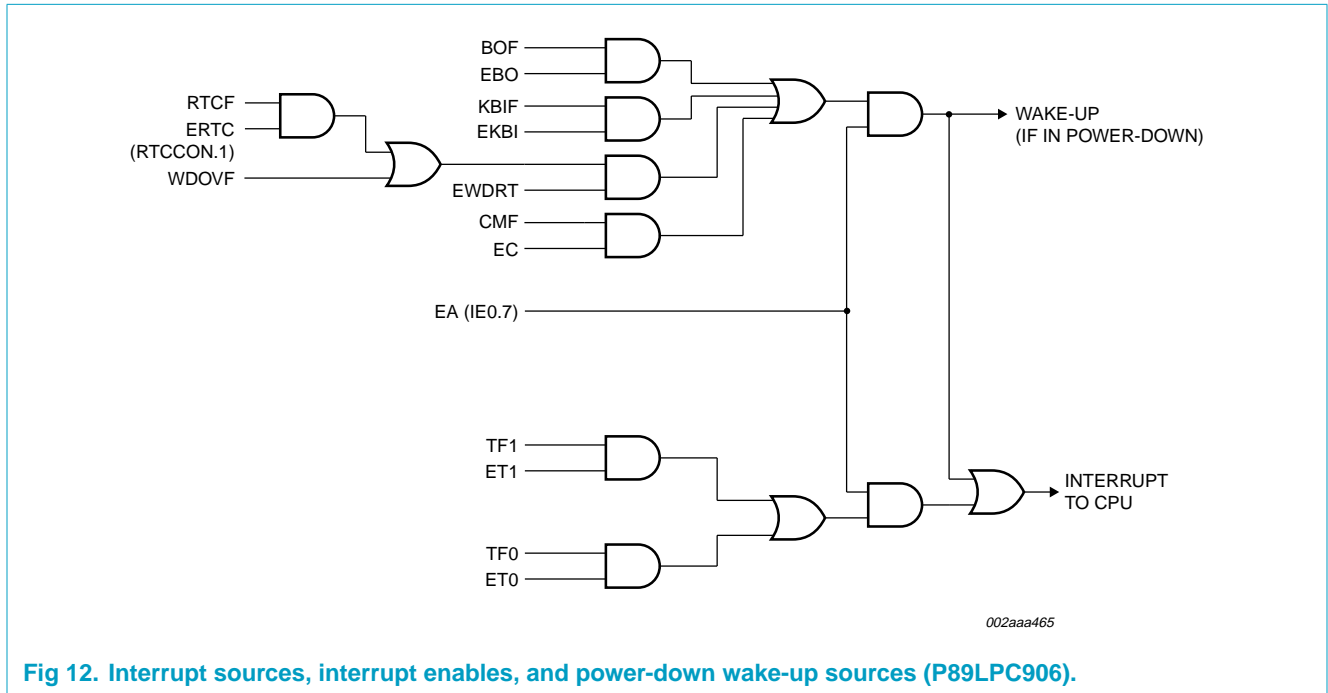 BOF
EBO
RTCF
ERTC
(RTCCON.1)
WDOVF
KBIF
EKBI
EWDRT
CMF
EC
WAKE-UP
(IF IN POWER-DOWN)
EA (IE0.7)
TF1
ET1
TF0
ET0
INTERRUPT
TO CPU
002aaa465
Fig 12. Interrupt sources, interrupt enables, and power-down wake-up sources (P89LPC906).